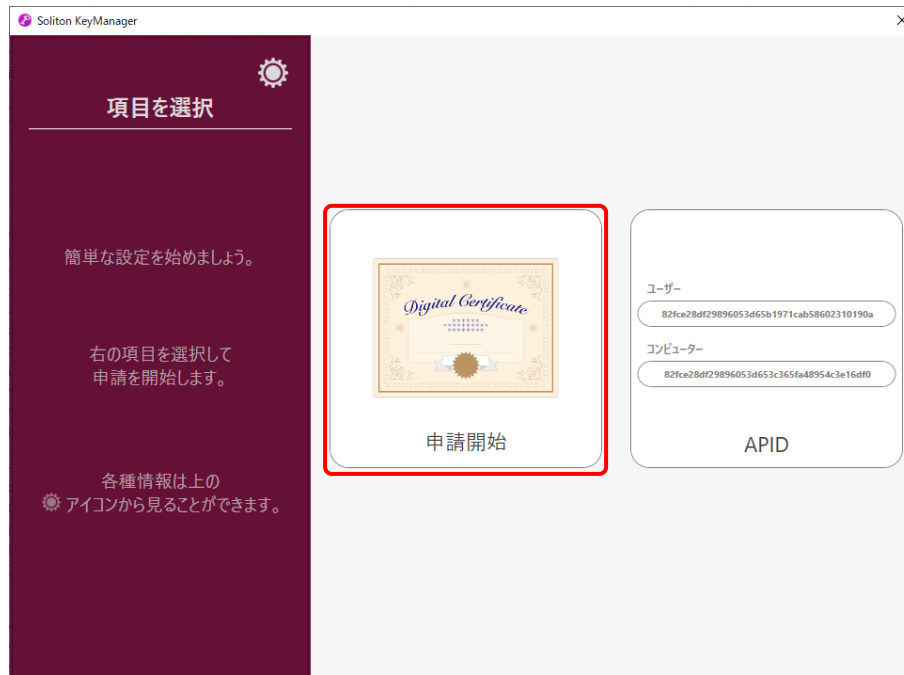 Soliton KeyManager
項目を選択
簡単な設定を始めましょう。
右の項目を選択して
申請を開始します。
各種情報は上の
アイコンから見ることができます。
Digital Certificate
申請開始
ユーザー
82fce28df29896053d65b1971cab58602310190a
コンピューター
82fce28df29896053d653c365fa48954c3e16df0
APID